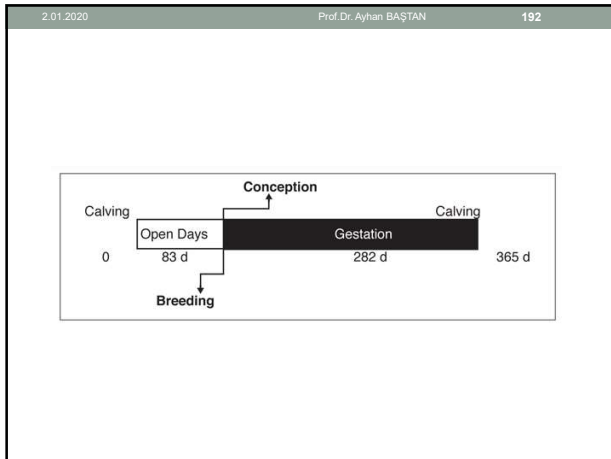 2.01.2020 Prof.Dr. Ayhan BAŞTAN 192
Conception
Calving Calving
Open Days Gestation
0 83 d 282 d 365 d
Breeding